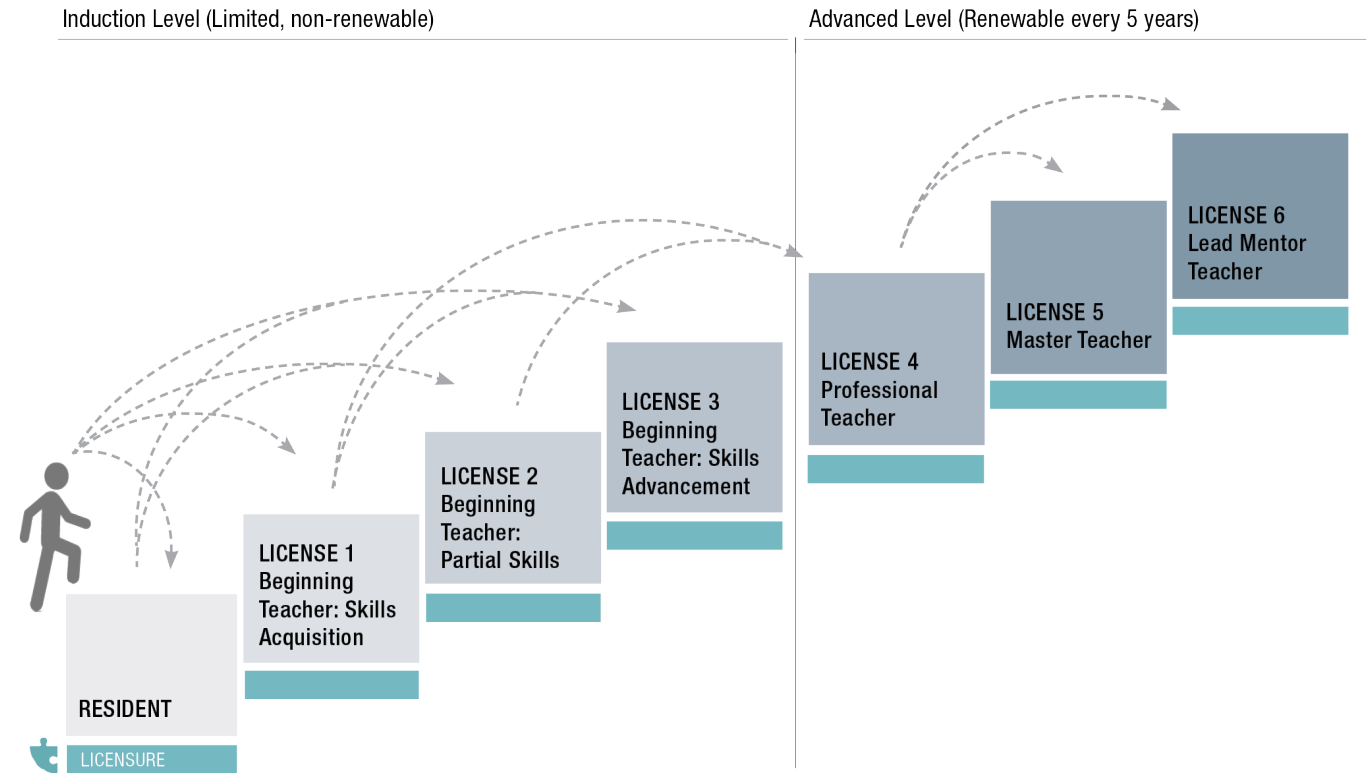 Induction Level (Limited, non-renewable)
Advanced Level (Renewable every 5 years)
RESIDENT
LICENSURE
LICENSE 1
Beginning
Teacher: Skills
Acquisition
LICENSE 2
Beginning
Teacher:
Partial Skills
LICENSE 3
Beginning
Teacher: Skills
Advancement
LICENSE 4
Professional
Teacher
LICENSE 5
Master Teacher
LICENSE 6
Lead Mentor
Teacher